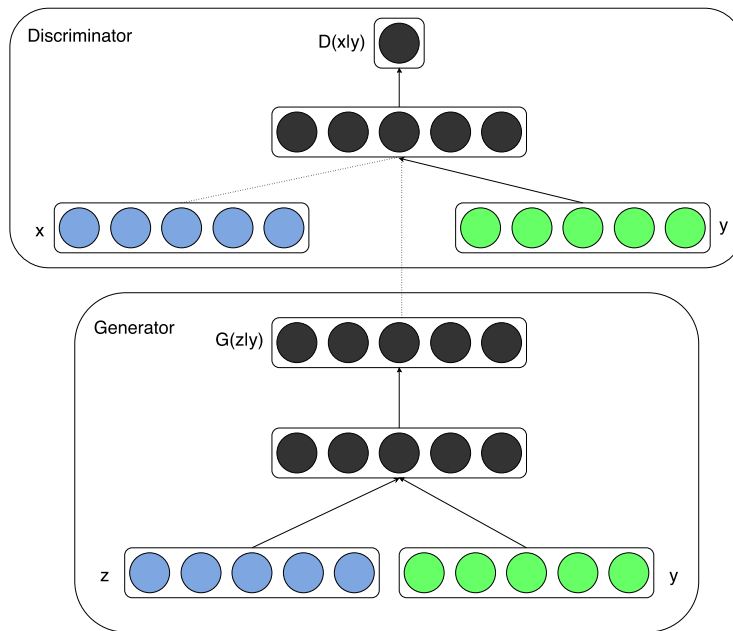 Discriminator
D(x|y)
x
y
Generator
G(z|y)
z
y